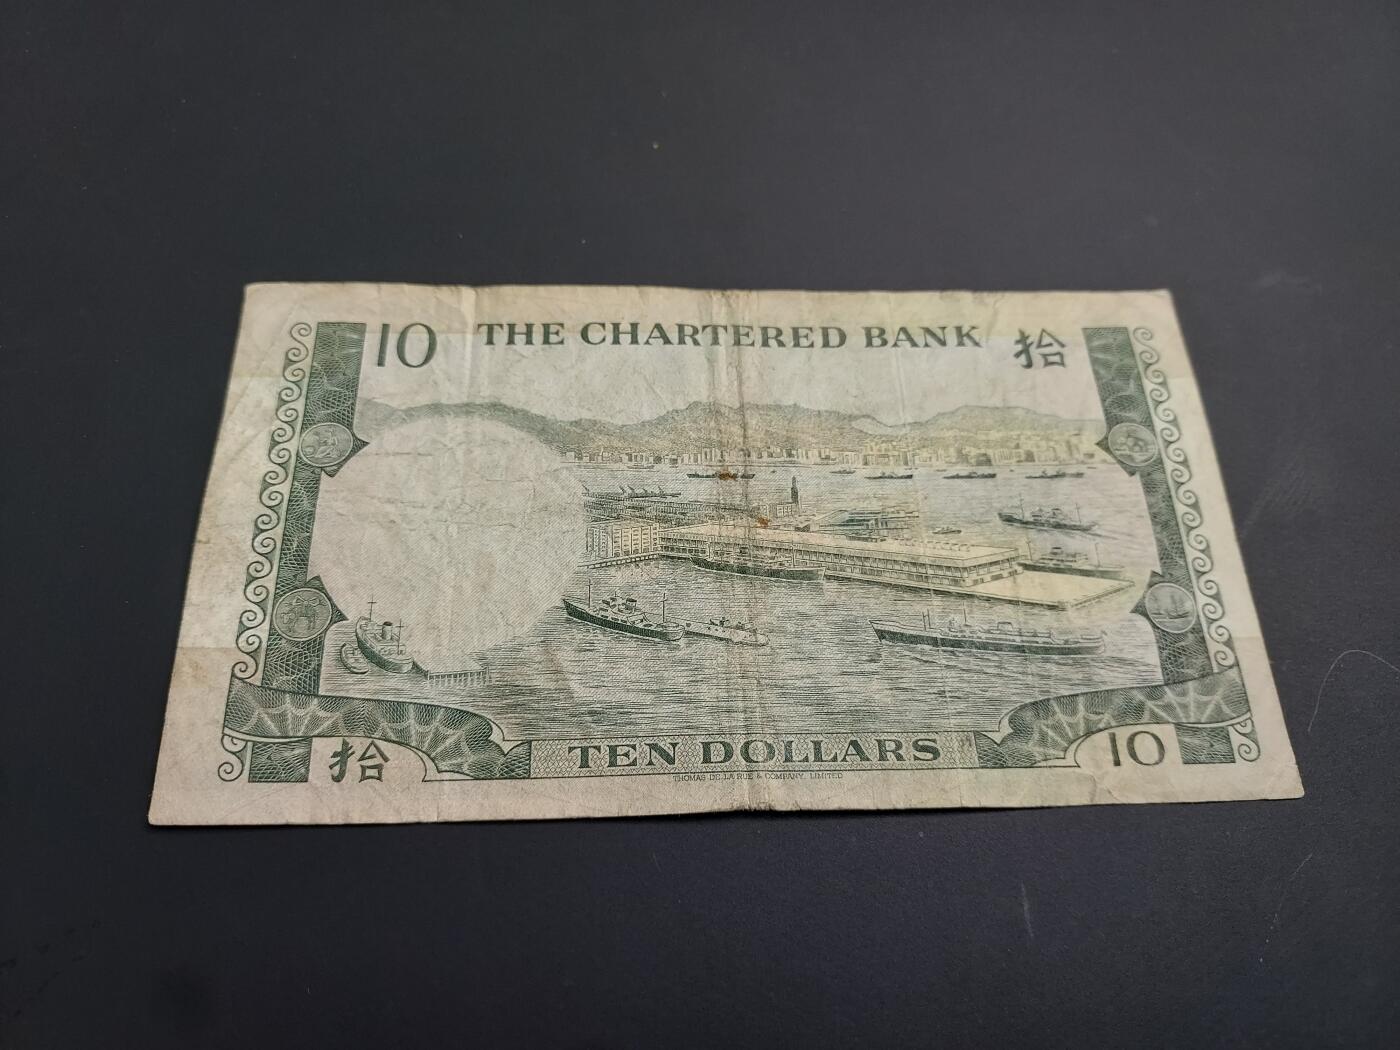 10 THE CHARTERED BANK 拾
拾 TEN DOLLARS 10
THOMAS DE LA RUE & COMPANY, LIMITED